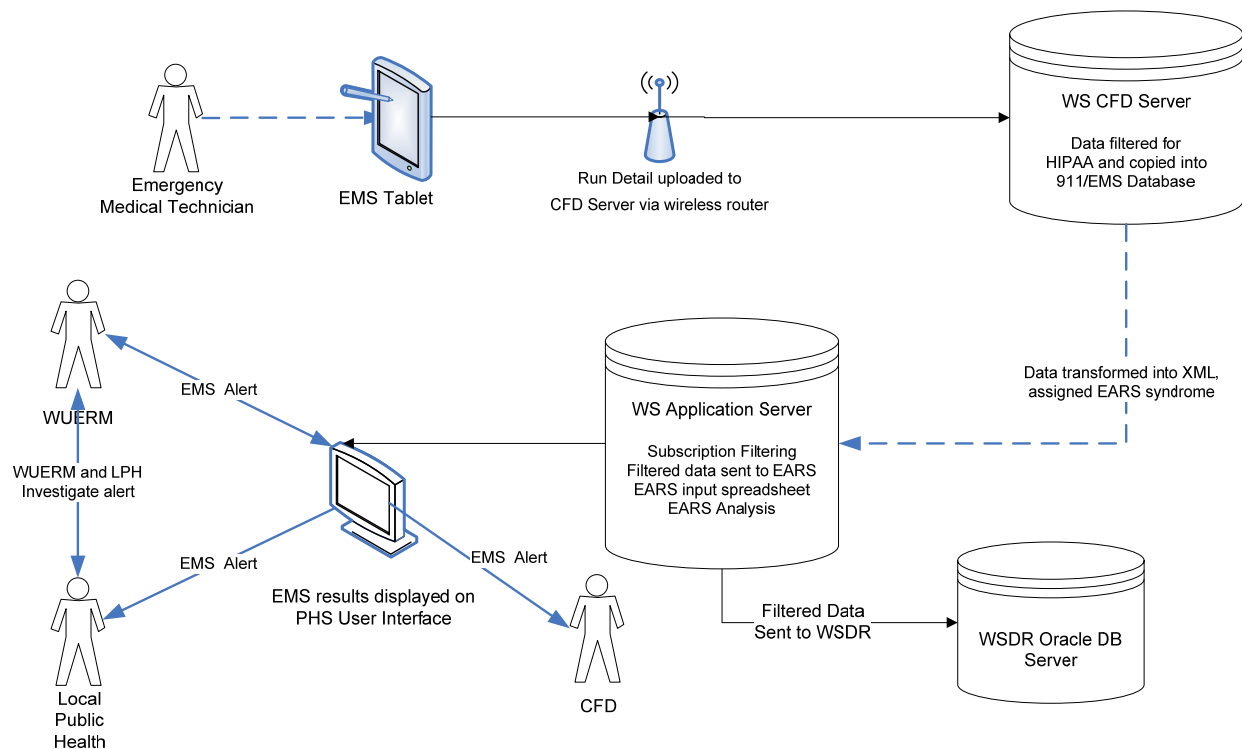 WS CFD Server
Data filtered for
HIPAA and copied into
911/EMS Database
Emergency
Medical Technician
EMS Tablet
Run Detail uploaded to
CFD Server via wireless router
Data transformed into XML,
assigned EARS syndrome
WS Application Server
Subscription Filtering
Filtered data sent to EARS
EARS input spreadsheet
EARS Analysis
EMS Alert
WUERM
WUERM and LPH
Investigate alert
EMS Alert
EMS Alert
EMS results displayed on
PHS User Interface
Filtered Data
Sent to WSDR
WSDR Oracle DB
Server
Local
Public
Health
CFD